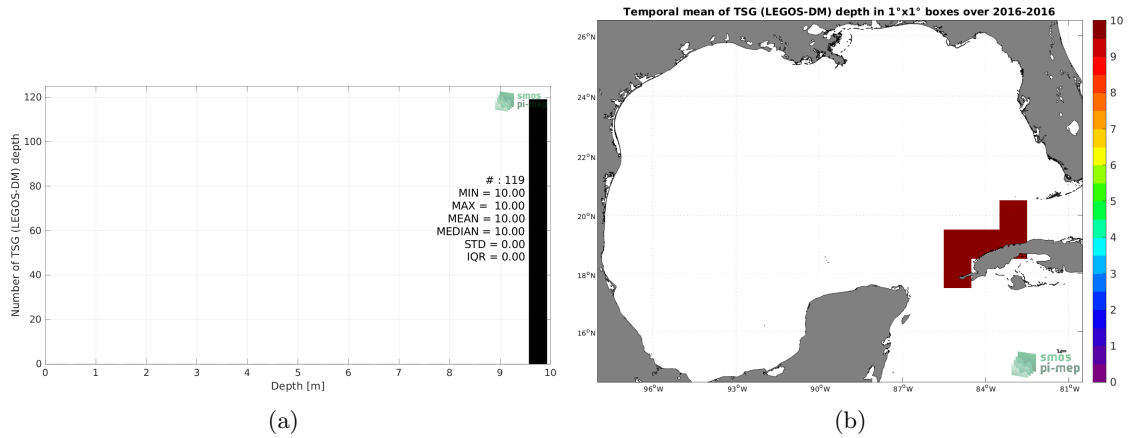 120
100
80
60
40
20
0
Number of TSG (LEGOS-DM) depth
smos
pi-mep
# : 119
MIN = 10.00
MAX = 10.00
MEAN = 10.00
MEDIAN = 10.00
STD = 0.00
IQR = 0.00
0 1 2 3 4 5 6 7 8 9 10
Depth [m]
(a)
Temporal mean of TSG (LEGOS-DM) depth in 1°x1° boxes over 2016-2016
26°N
24°N
22°N
20°N
18°N
16°N
96°W 93°W 90°W 87°W 84°W 81°W
smos
pi-mep
10
9
8
7
6
5
4
3
2
1
0
(b)